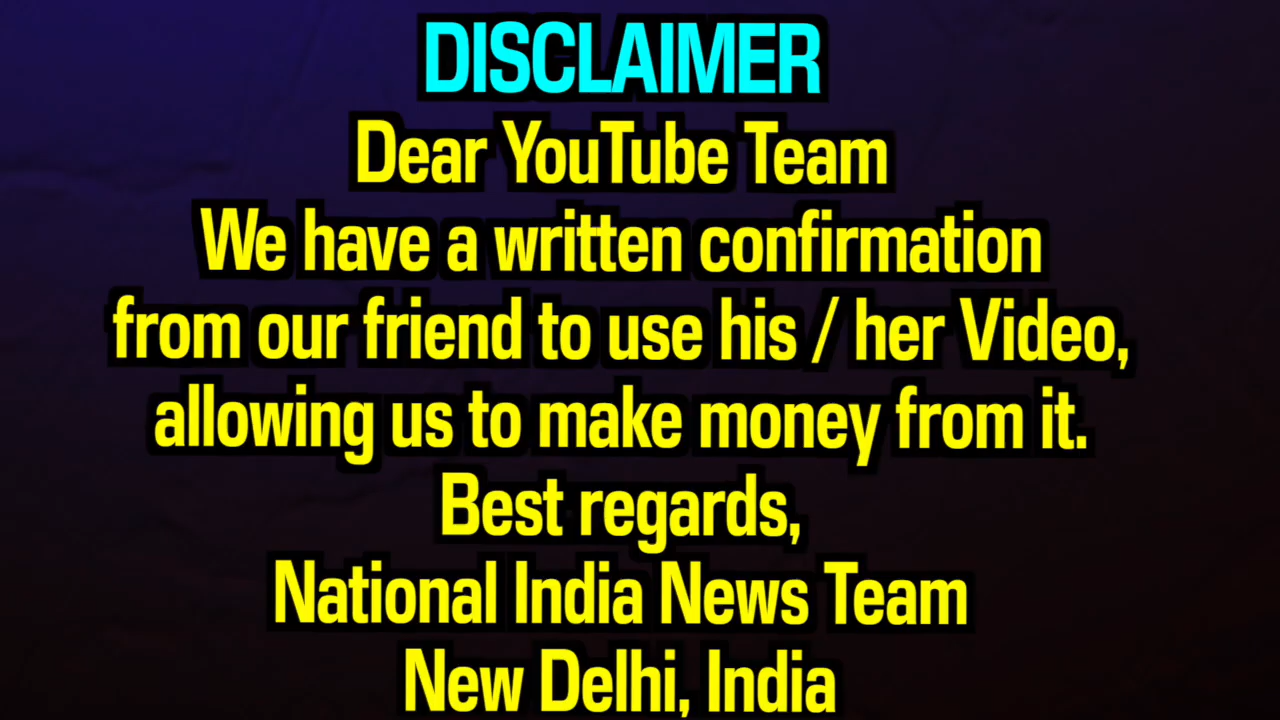 DISCLAIMER
Dear YouTube Team
We have a written confirmation
from our friend to use his / her Video,
allowing us to make money from it.
Best regards,
National India News Team
New Delhi, India